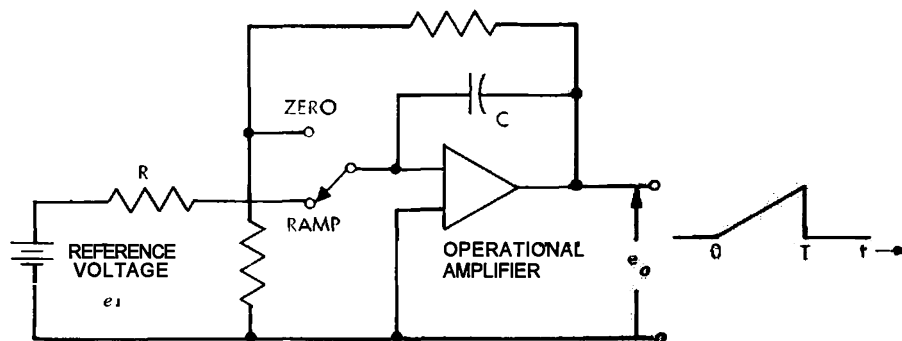 ZERO
C
R
RAMP
REFERENCE
VOLTAGE
e1
OPERATIONAL
AMPLIFIER
eo
0
T
t